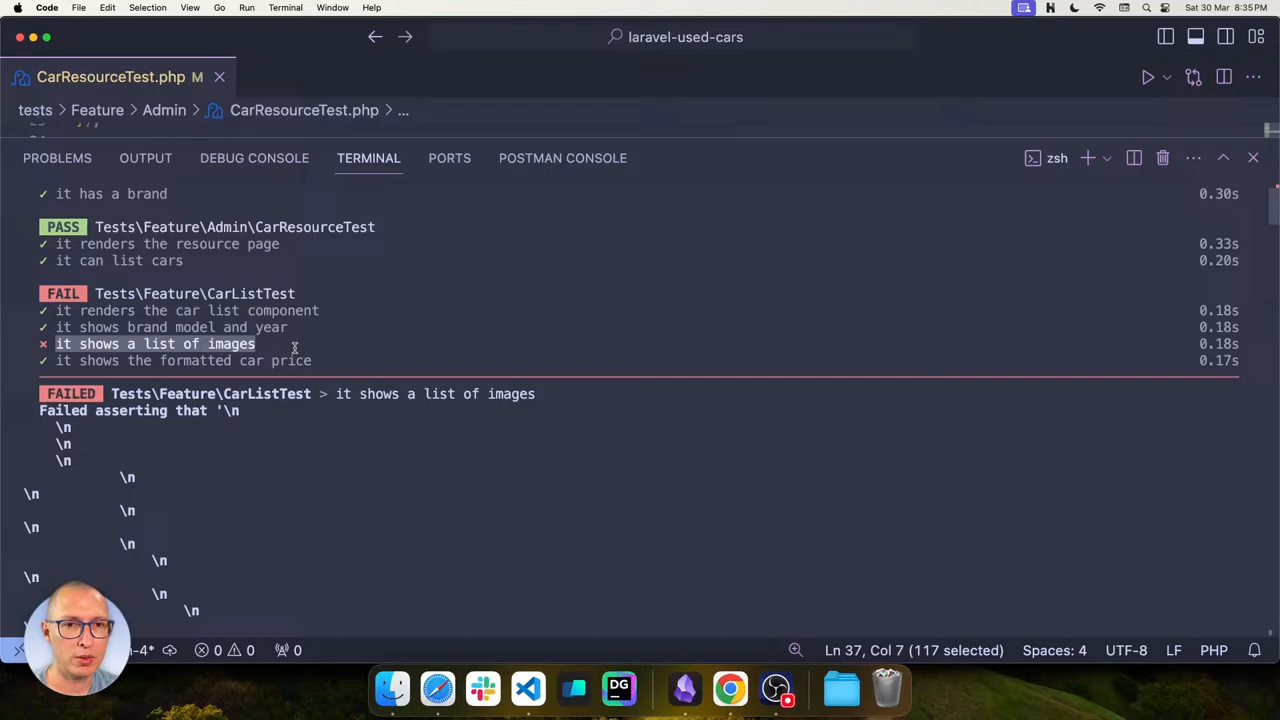 Code File Edit Selection View Go Run Terminal Window Help Sat 30 Mar 8:35 PM
laravel-used-cars
CarResourceTest.php M
tests > Feature > Admin > CarResourceTest.php > ...
PROBLEMS OUTPUT DEBUG CONSOLE TERMINAL PORTS POSTMAN CONSOLE zsh
✓ it has a brand 0.30s
PASS Tests\Feature\Admin\CarResourceTest
✓ it renders the resource page 0.33s
✓ it can list cars 0.20s
FAIL Tests\Feature\CarListTest
✓ it renders the car list component 0.18s
✓ it shows brand model and year 0.18s
× it shows a list of images 0.18s
✓ it shows the formatted car price 0.17s
FAILED Tests\Feature\CarListTest > it shows a list of images
Failed asserting that '\n
\n
\n
\n
\n
\n
\n
\n
\n
\n
\n
\n
\n
n-4* 0 0 0 Ln 37, Col 7 (117 selected) Spaces: 4 UTF-8 LF PHP
DG